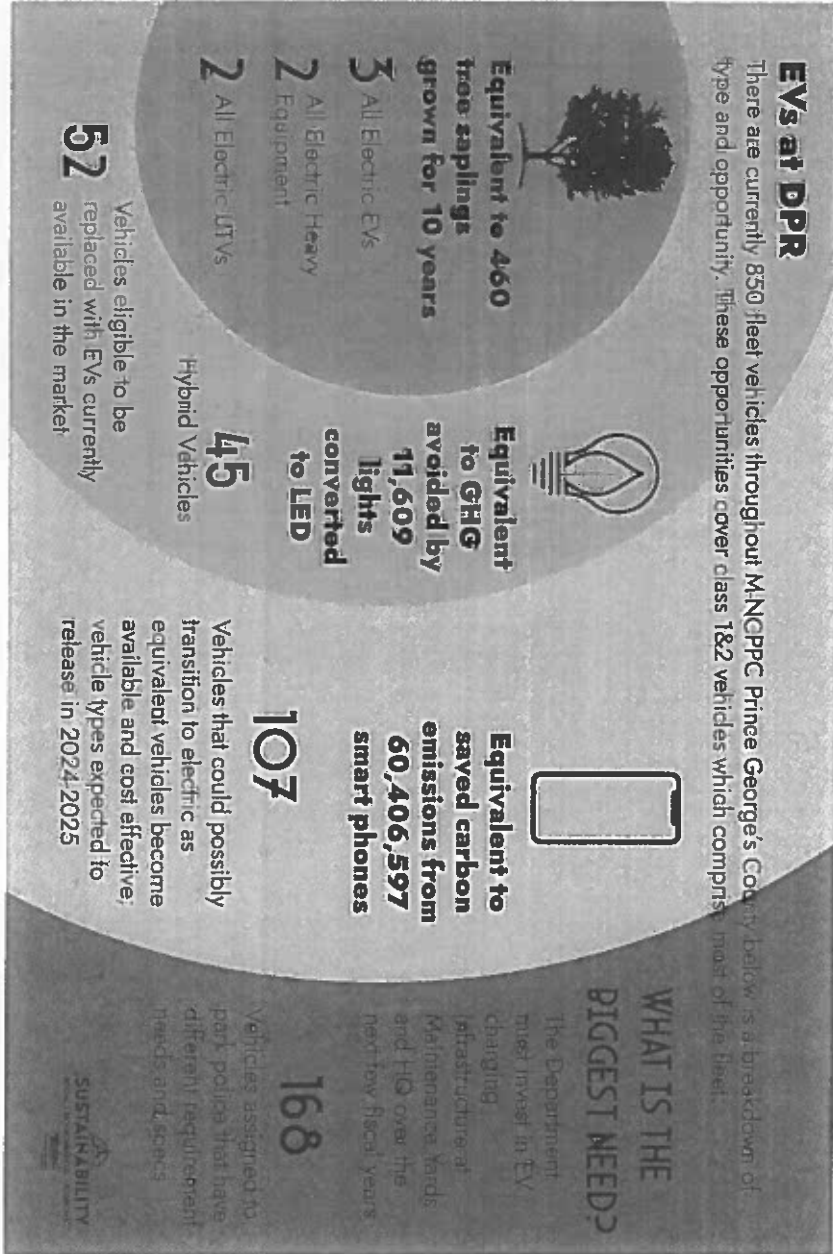 EVs at DPR
There are currently 850 fleet vehicles throughout M-NCPPC Prince George's County below is a breakdown of
type and opportunity. These opportunities cover class 1&2 vehicles which comprise most of the fleet.
Equivalent to 460
tree saplings
grown for 10 years
3 All Electric EVs
2 All Electric Heavy
Equipment
2 All Electric UTVs
52 Vehicles eligible to be
replaced with EVs currently
available in the market
Equivalent
to GHG
avoided by
11,609
lights
converted
to LED
45
Hybrid Vehicles
Equivalent to
saved carbon
emissions from
60,406,597
smart phones
107
Vehicles that could possibly
transition to electric as
equivalent vehicles become
available and cost effective;
vehicle types expected to
release in 2024-2025
WHAT IS THE
BIGGEST NEED?
The Department
must invest in EV
charging
infrastructure at
Maintenance Yards
and HQ over the
next few fiscal years
168
Vehicles assigned to
park police that have
different requirement
needs and specs
SUSTAINABILITY